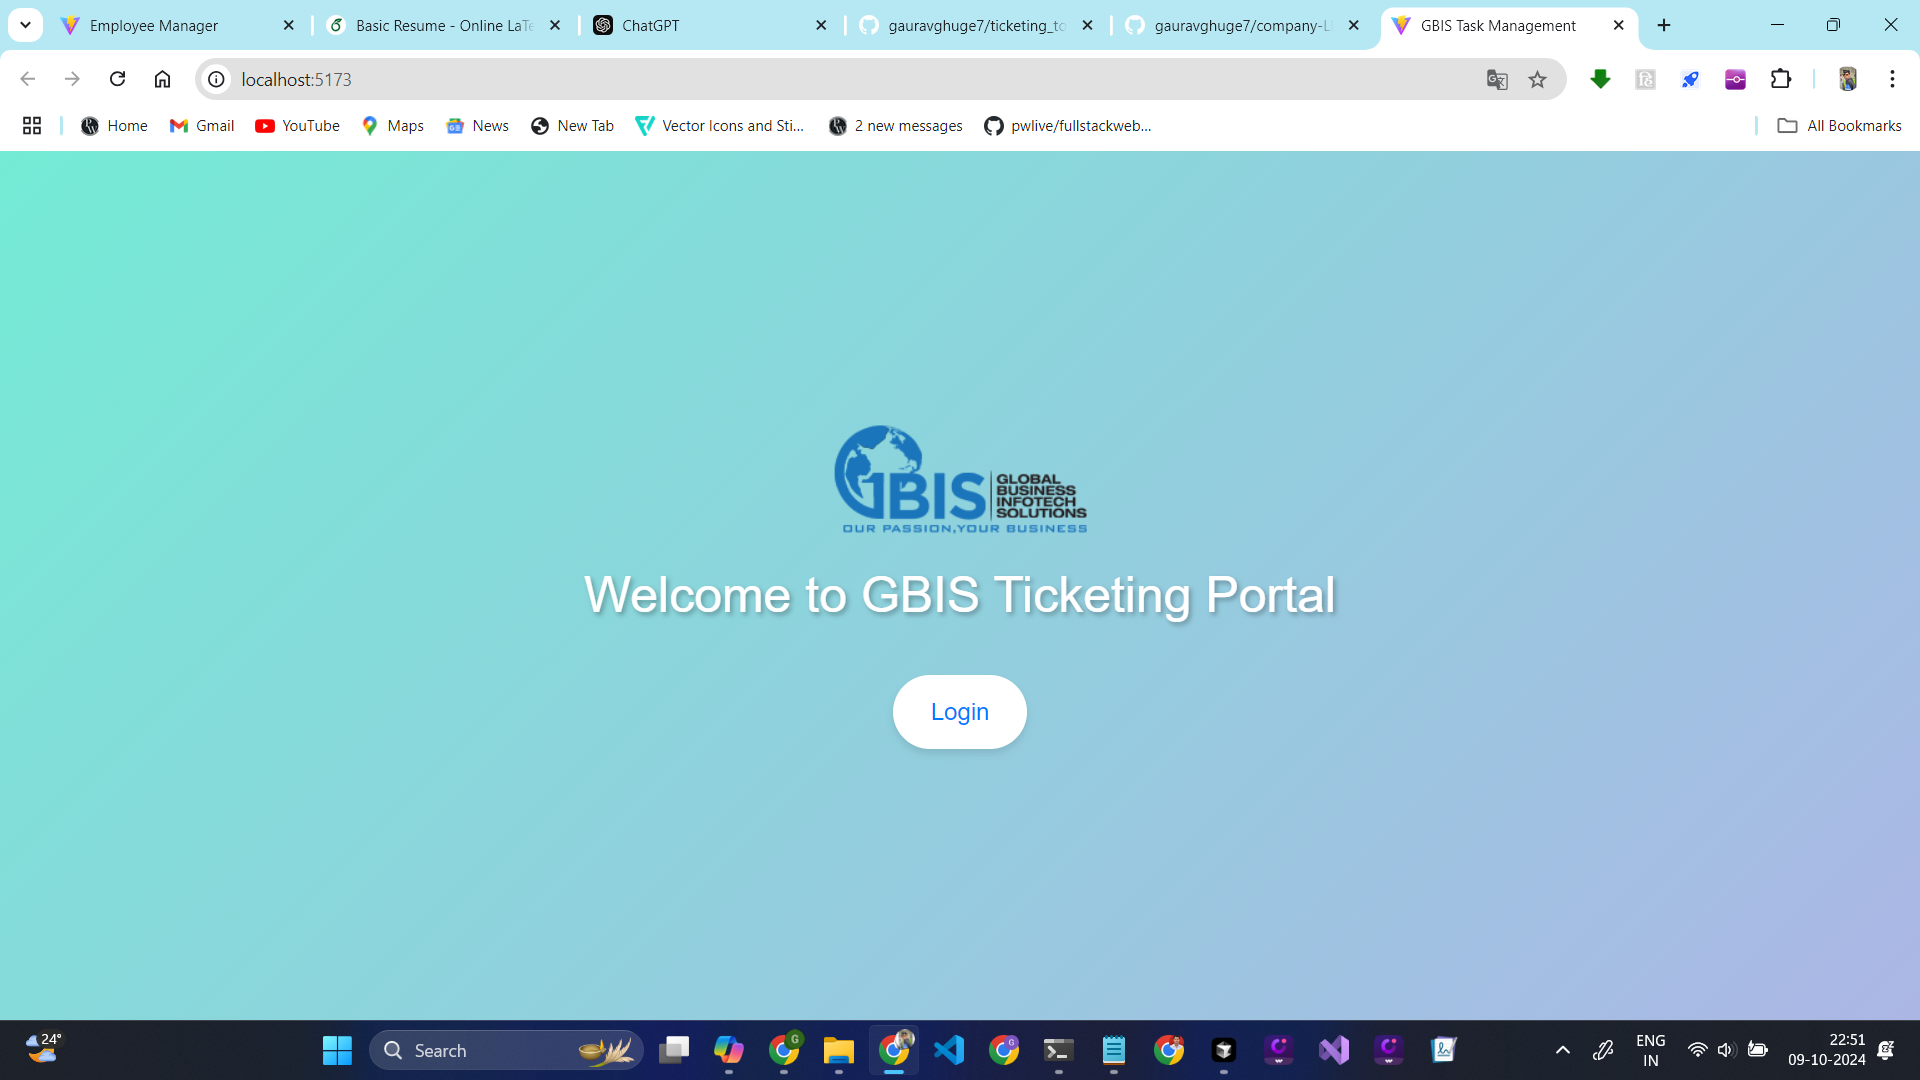 Employee Manager
Basic Resume - Online LaTe
ChatGPT
gauravghuge7/ticketing_to
gauravghuge7/company-L
GBIS Task Management
localhost:5173
Home
Gmail
YouTube
Maps
News
New Tab
Vector Icons and Sti...
2 new messages
pwlive/fullstackweb...
All Bookmarks
GBIS
GLOBAL
BUSINESS
INFOTECH
SOLUTIONS
OUR PASSION,YOUR BUSINESS
Welcome to GBIS Ticketing Portal
Login
24°
Search
ENG
IN
22:51
09-10-2024